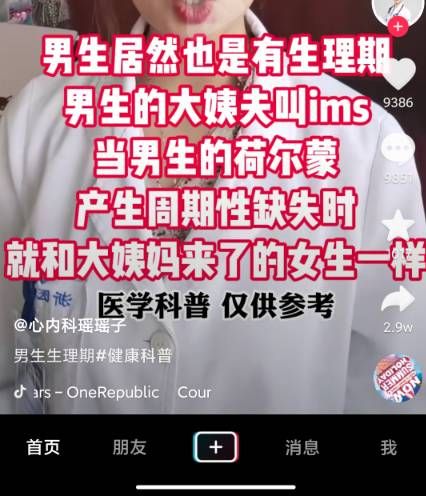 男生居然也是有生理期
男生的大姨夫叫ims
当男生的荷尔蒙
产生周期性缺失时
就和大姨妈来了的女生一样
医学科普 仅供参考
9386
9851
2.9w
@心内科瑶瑶子
男生生理期#健康科普
ars – OneRepublic Cour
首页
朋友
消息
我